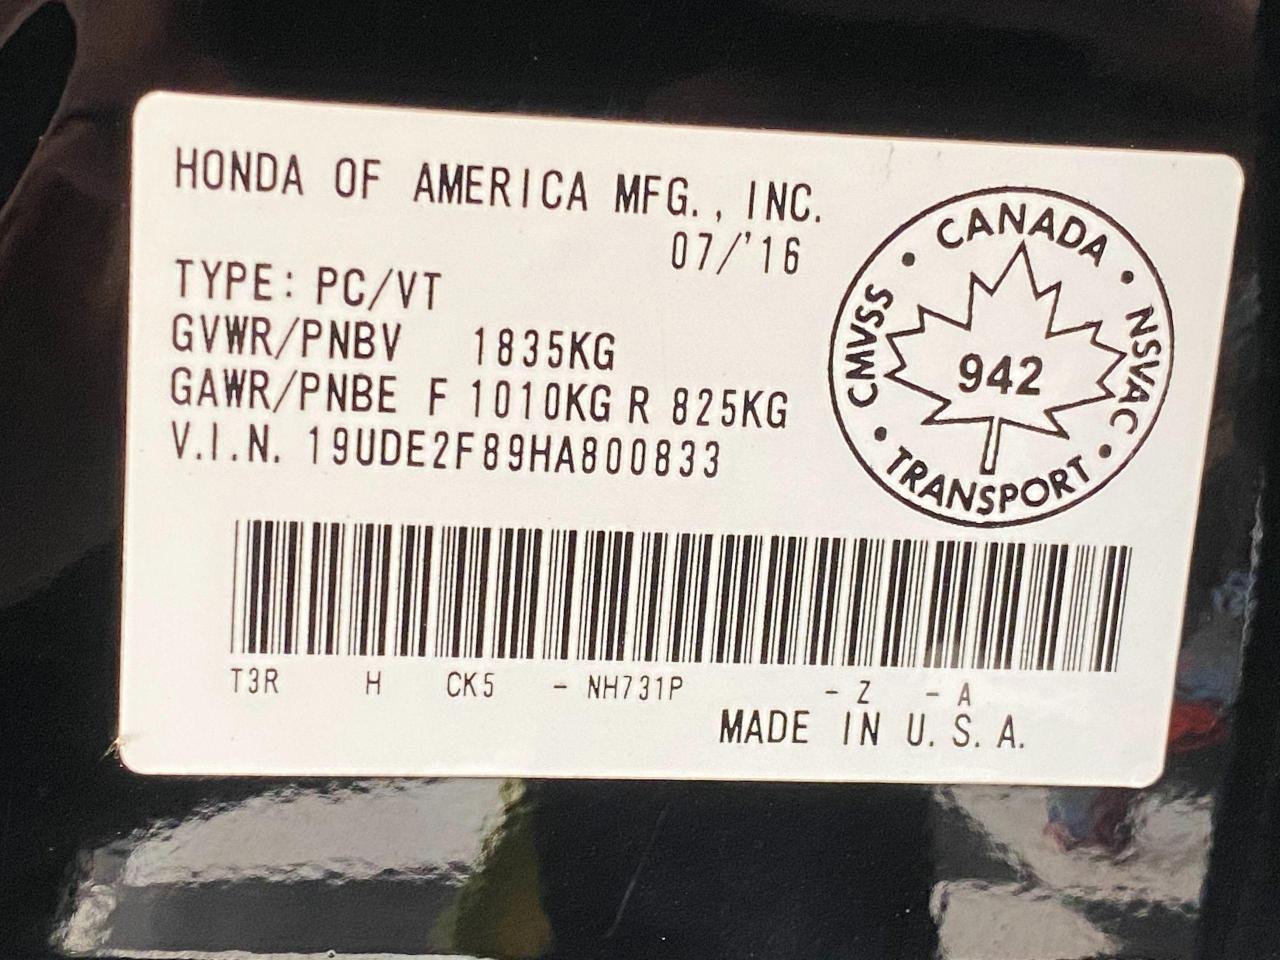 HONDA OF AMERICA MFG., INC.
07/'16
TYPE: PC/VT
GVWR/PNBV 1835KG
GAWR/PNBE F 1010KG R 825KG
V.I.N. 19UDE2F89HA800833
CANADA
CMVSS
942
NSVAC
TRANSPORT
T3R H CK5 - NH731P - Z - A
MADE IN U.S.A.